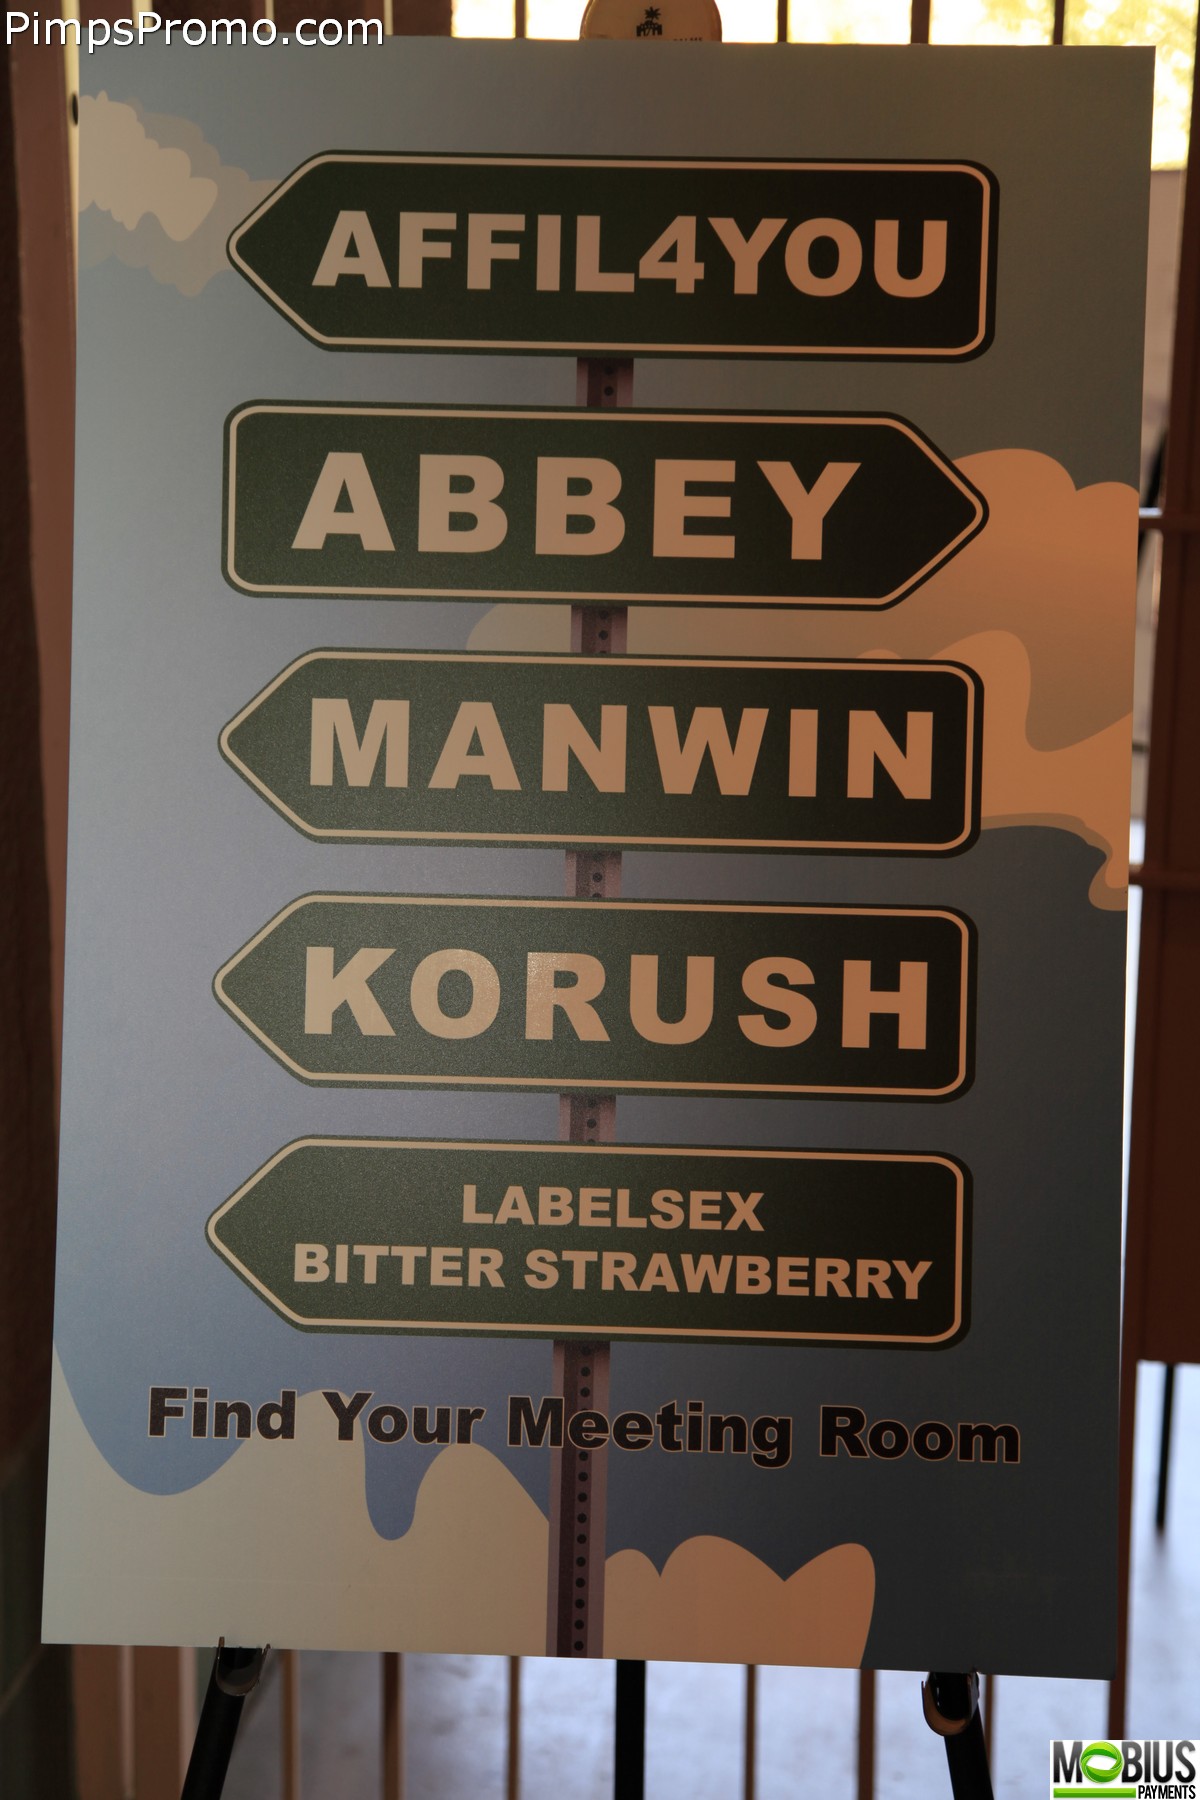 PimpsPromo.com
AFFIL4YOU
ABBEY
MANWIN
KORUSH
LABELSEX
BITTER STRAWBERRY
Find Your Meeting Room
MOBIUS
PAYMENTS